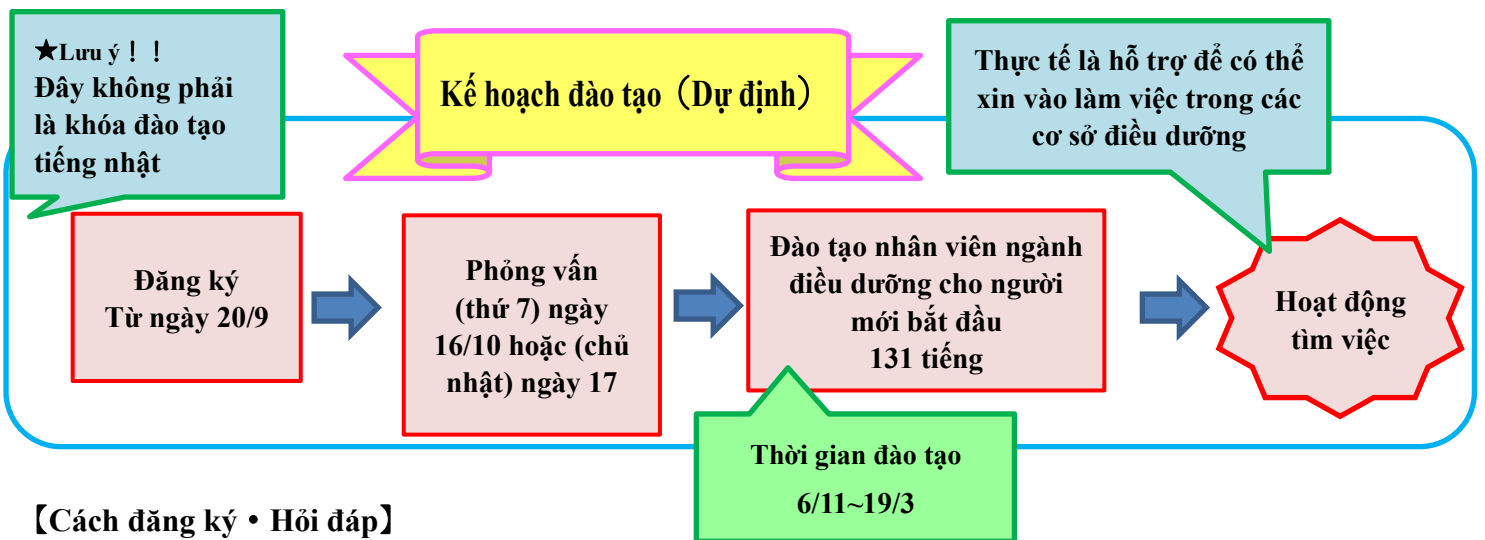 ★Lưu ý！！
Đây không phải
là khóa đào tạo
tiếng nhật
Kế hoạch đào tạo（Dự định）
Thực tế là hỗ trợ để có thể
xin vào làm việc trong các
cơ sở điều dưỡng
Đăng ký
Từ ngày 20/9
Phỏng vấn
(thứ 7) ngày
16/10 hoặc (chủ
nhật) ngày 17
Đào tạo nhân viên ngành
điều dưỡng cho người
mới bắt đầu
131 tiếng
Hoạt động
tìm việc
Thời gian đào tạo
6/11~19/3
【Cách đăng ký・Hỏi đáp】